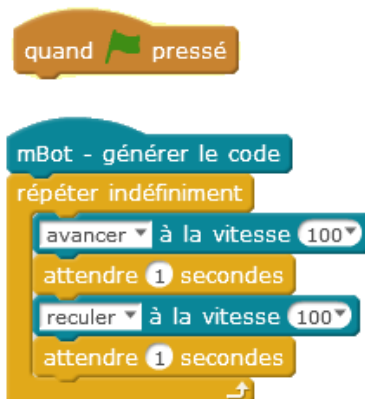 quand pressé
mBot - générer le code
répéter indéfiniment
avancer à la vitesse 100
attendre 1 secondes
reculer à la vitesse 100
attendre 1 secondes